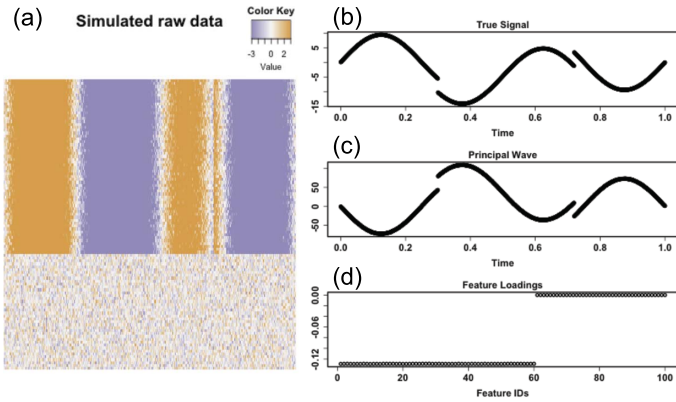 (a)
Simulated raw data
Color Key
-3 0 2
Value
(b)
True Signal
5
-5
-15
0.0 0.2 0.4 0.6 0.8 1.0
Time
(c)
Principal Wave
50
0
-50
0.0 0.2 0.4 0.6 0.8 1.0
Time
(d)
Feature Loadings
0.00
-0.06
-0.12
0 20 40 60 80 100
Feature IDs